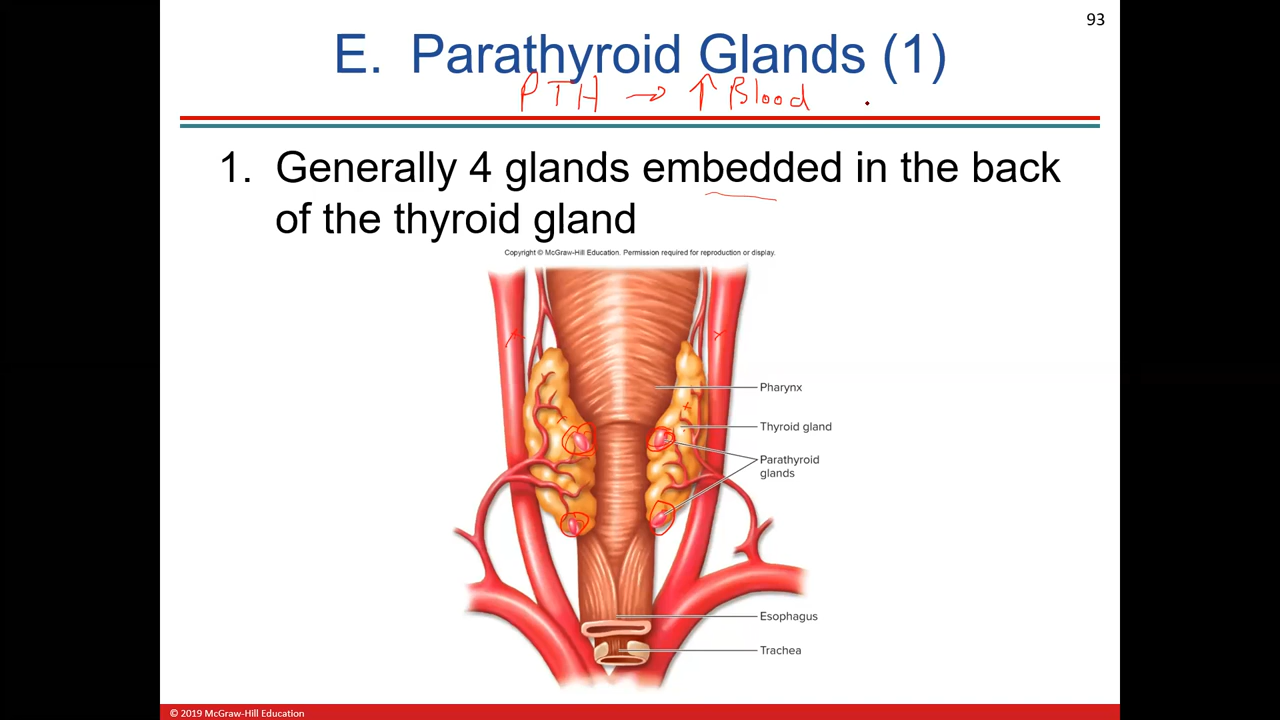 93
E. Parathyroid Glands (1)
PTH → ↑ Blood
1. Generally 4 glands embedded in the back
of the thyroid gland
Copyright © McGraw-Hill Education. Permission required for reproduction or display.
Pharynx
Thyroid gland
Parathyroid
glands
Esophagus
Trachea
© 2019 McGraw-Hill Education